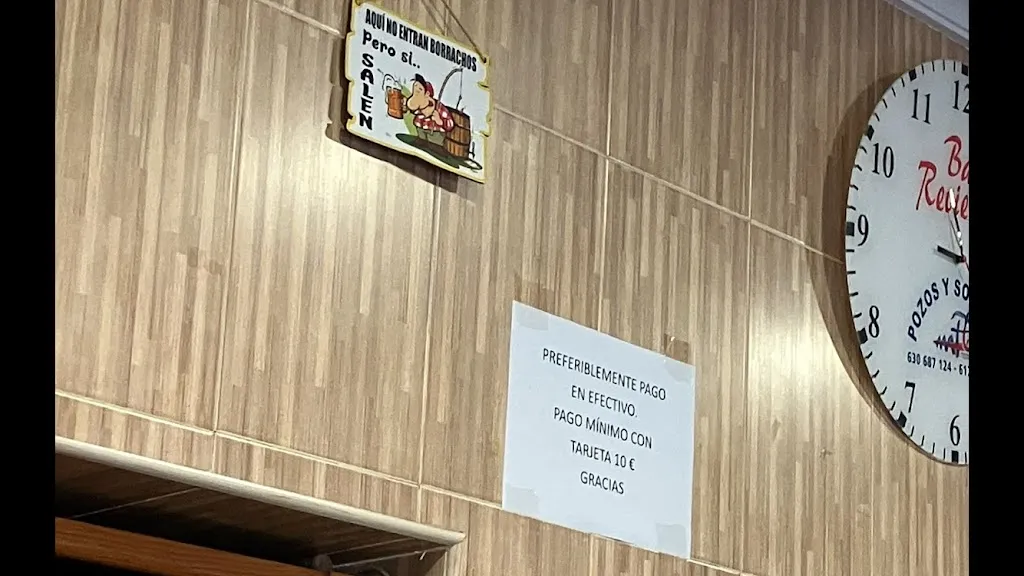 AQUÍ NO ENTRAN BORRACHOS
Pero si..
SALEN
PREFERIBLEMENTE PAGO
EN EFECTIVO.
PAGO MÍNIMO CON
TARJETA 10 €
GRACIAS
11 12
10
9
8
7
6
POZOS Y
630 687 124 - 61